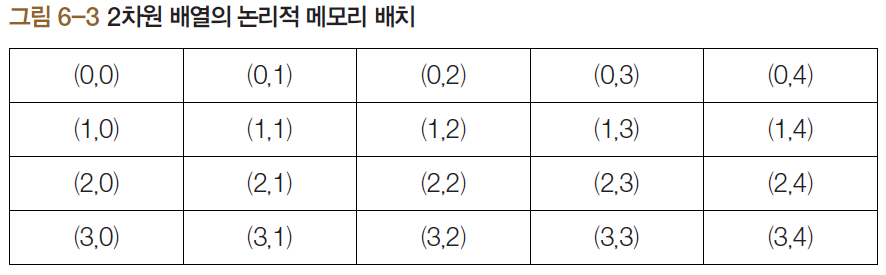 그림 6-3 2차원 배열의 논리적 메모리 배치
(0,0) (0,1) (0,2) (0,3) (0,4)
(1,0) (1,1) (1,2) (1,3) (1,4)
(2,0) (2,1) (2,2) (2,3) (2,4)
(3,0) (3,1) (3,2) (3,3) (3,4)